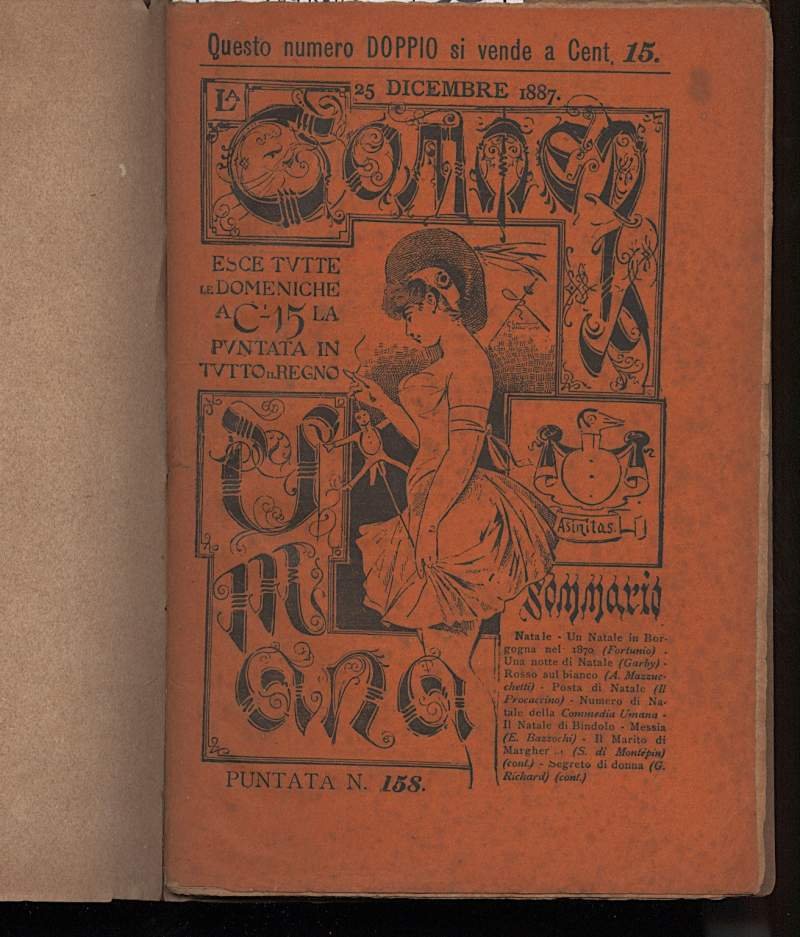 Questo numero DOPPIO si vende a Cent. 15.
25 DICEMBRE 1887.
LA
COMMEDIA
ESCE TVTTE
LE DOMENICHE
A C.i 15 LA
PVNTATA IN
TVTTO IL REGNO
UMANA
Asinitas.
Sommario
Natale - Un Natale in Bor-
gogna nel 1870 (Fortunio) -
Una notte di Natale (Garby) -
Rosso sul bianco (A. Mazzuc-
chetti) - Posta di Natale (Il
Procaccino) - Numero di Na-
tale della Commedia Umana -
Il Natale di Bindolo - Messia
(E. Bazzochi) - Il Marito di
(S. di Montépin)
(cont.) - Segreto di donna (G.
Richard) (cont.)
PUNTATA N. 158.